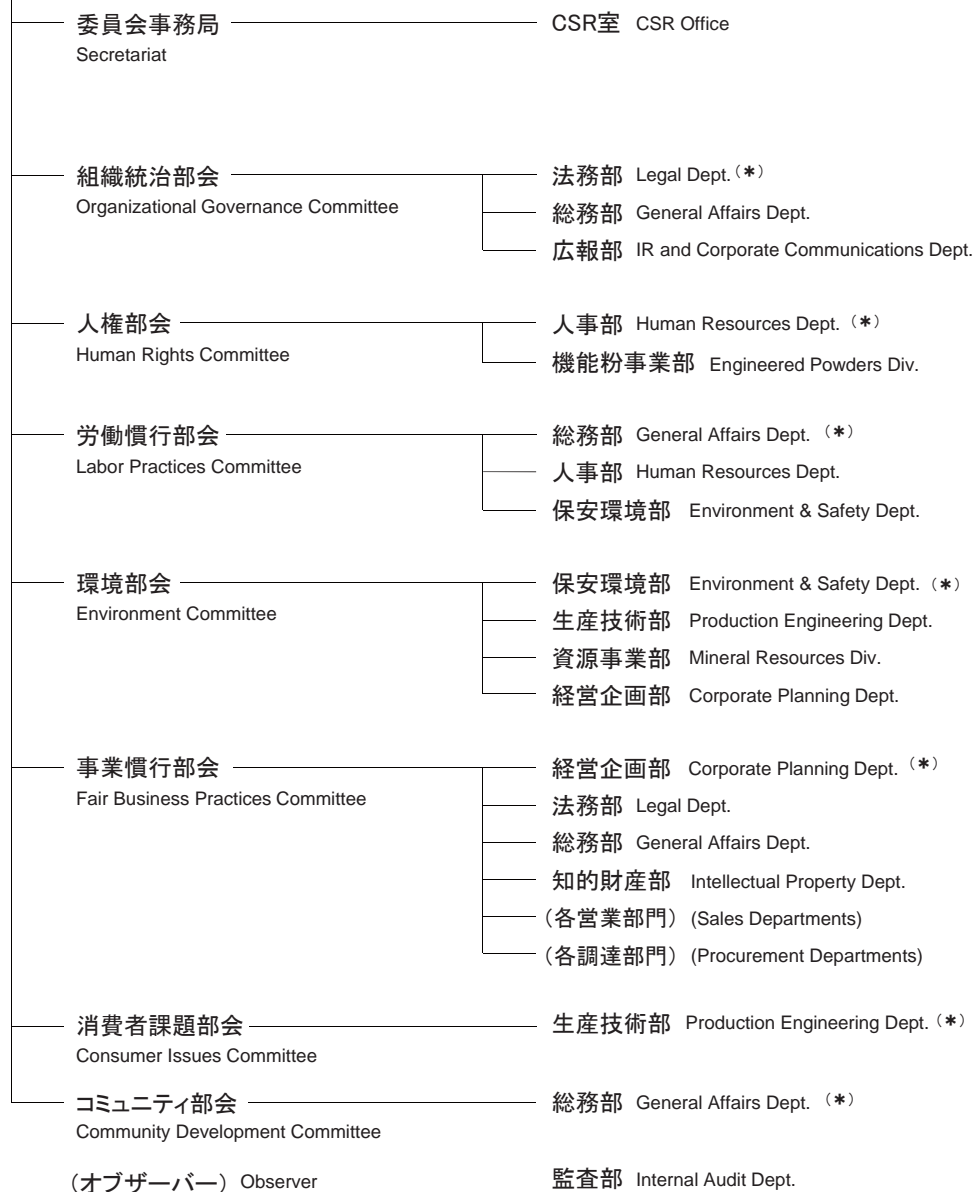 委員会事務局 CSR室 CSR Office
Secretariat
組織統治部会 法務部 Legal Dept.(＊)
Organizational Governance Committee 総務部 General Affairs Dept.
広報部 IR and Corporate Communications Dept.
人権部会 人事部 Human Resources Dept.(＊)
Human Rights Committee 機能粉事業部 Engineered Powders Div.
労働慣行部会 総務部 General Affairs Dept.(＊)
Labor Practices Committee 人事部 Human Resources Dept.
保安環境部 Environment & Safety Dept.
環境部会 保安環境部 Environment & Safety Dept.(＊)
Environment Committee 生産技術部 Production Engineering Dept.
資源事業部 Mineral Resources Div.
経営企画部 Corporate Planning Dept.
事業慣行部会 経営企画部 Corporate Planning Dept.(＊)
Fair Business Practices Committee 法務部 Legal Dept.
総務部 General Affairs Dept.
知的財産部 Intellectual Property Dept.
（各営業部門） (Sales Departments)
（各調達部門） (Procurement Departments)
消費者課題部会 生産技術部 Production Engineering Dept.(＊)
Consumer Issues Committee
コミュニティ部会 総務部 General Affairs Dept.(＊)
Community Development Committee
（オブザーバー） Observer 監査部 Internal Audit Dept.